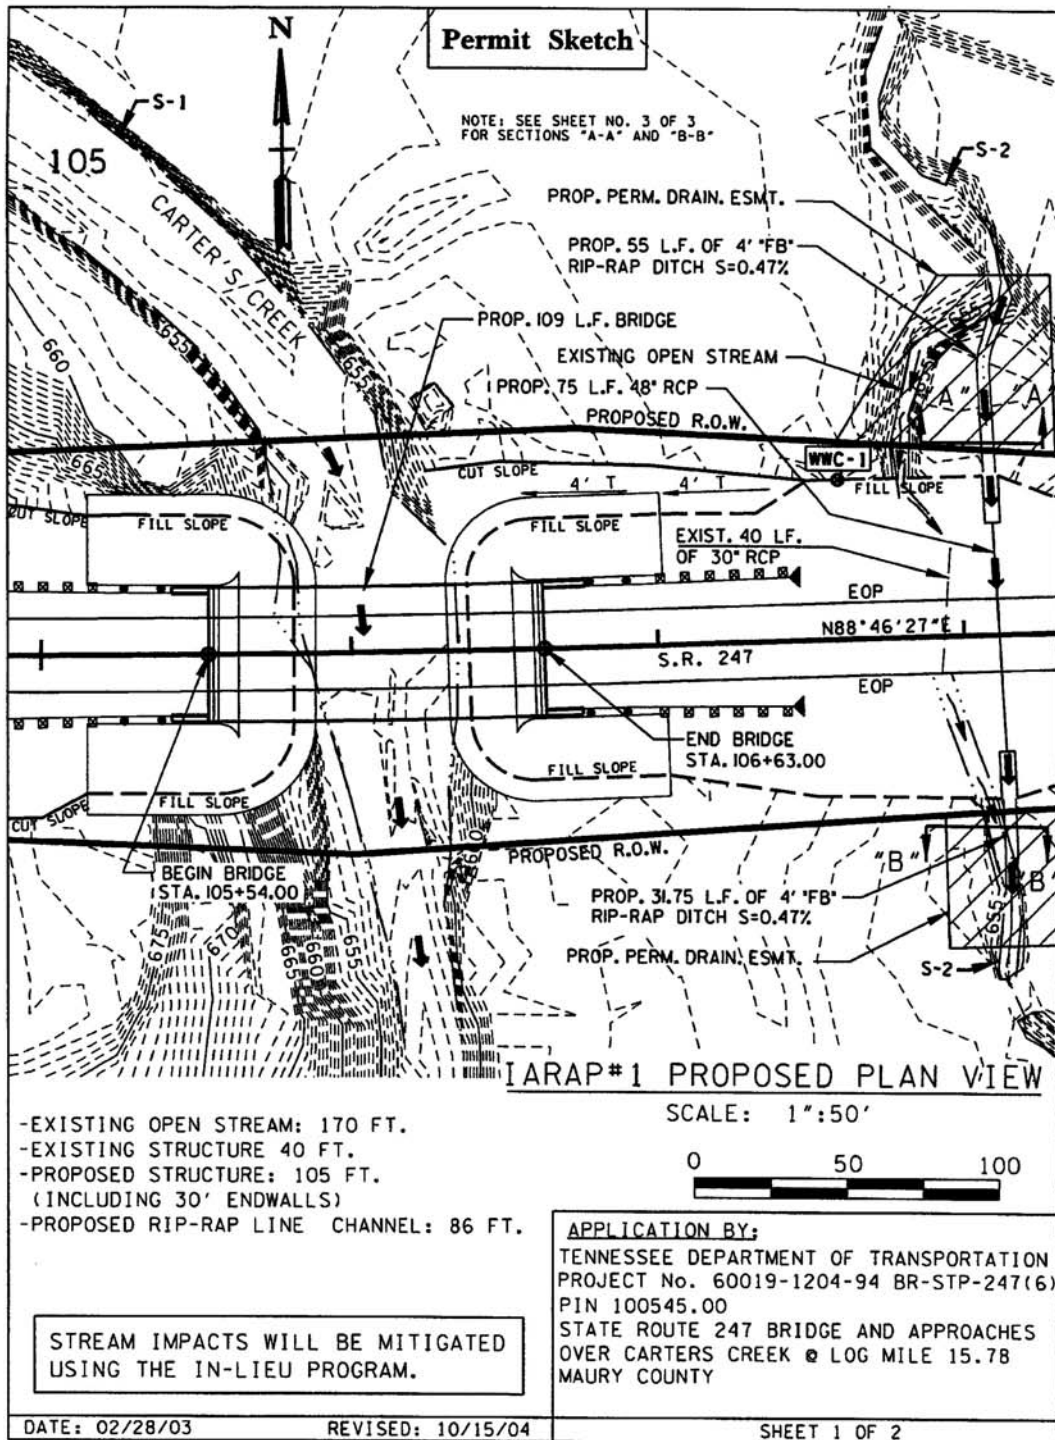 Permit Sketch
N
S-1
NOTE: SEE SHEET NO. 3 OF 3
FOR SECTIONS "A-A" AND "B-B"
105
S-2
CARTER'S CREEK
PROP. PERM. DRAIN. ESMT.
PROP. 55 L.F. OF 4' "FB"
RIP-RAP DITCH S=0.47%
PROP. 109 L.F. BRIDGE
655
660
655
655
655
EXISTING OPEN STREAM
PROP. 75 L.F. 48" RCP
"A"
"A"
PROPOSED R.O.W.
665
CUT SLOPE
WWC-1
4' T
4' T
FILL SLOPE
CUT SLOPE
FILL SLOPE
FILL SLOPE
EXIST. 40 LF.
OF 30" RCP
EOP
N88°46'27"E
S.R. 247
EOP
END BRIDGE
STA. 106+63.00
FILL SLOPE
FILL SLOPE
CUT SLOPE
PROPOSED R.O.W.
660
"B"
"B"
BEGIN BRIDGE
STA. 105+54.00
PROP. 31.75 L.F. OF 4' "FB"
RIP-RAP DITCH S=0.47%
675
670
665
660
655
655
PROP. PERM. DRAIN. ESMT.
S-2
IARAP#1 PROPOSED PLAN VIEW
SCALE: 1":50'
0 50 100
-EXISTING OPEN STREAM: 170 FT.
-EXISTING STRUCTURE 40 FT.
-PROPOSED STRUCTURE: 105 FT.
(INCLUDING 30' ENDWALLS)
-PROPOSED RIP-RAP LINE CHANNEL: 86 FT.
STREAM IMPACTS WILL BE MITIGATED
USING THE IN-LIEU PROGRAM.
APPLICATION BY:
TENNESSEE DEPARTMENT OF TRANSPORTATION
PROJECT No. 60019-1204-94 BR-STP-247(6)
PIN 100545.00
STATE ROUTE 247 BRIDGE AND APPROACHES
OVER CARTERS CREEK @ LOG MILE 15.78
MAURY COUNTY
DATE: 02/28/03 REVISED: 10/15/04
SHEET 1 OF 2